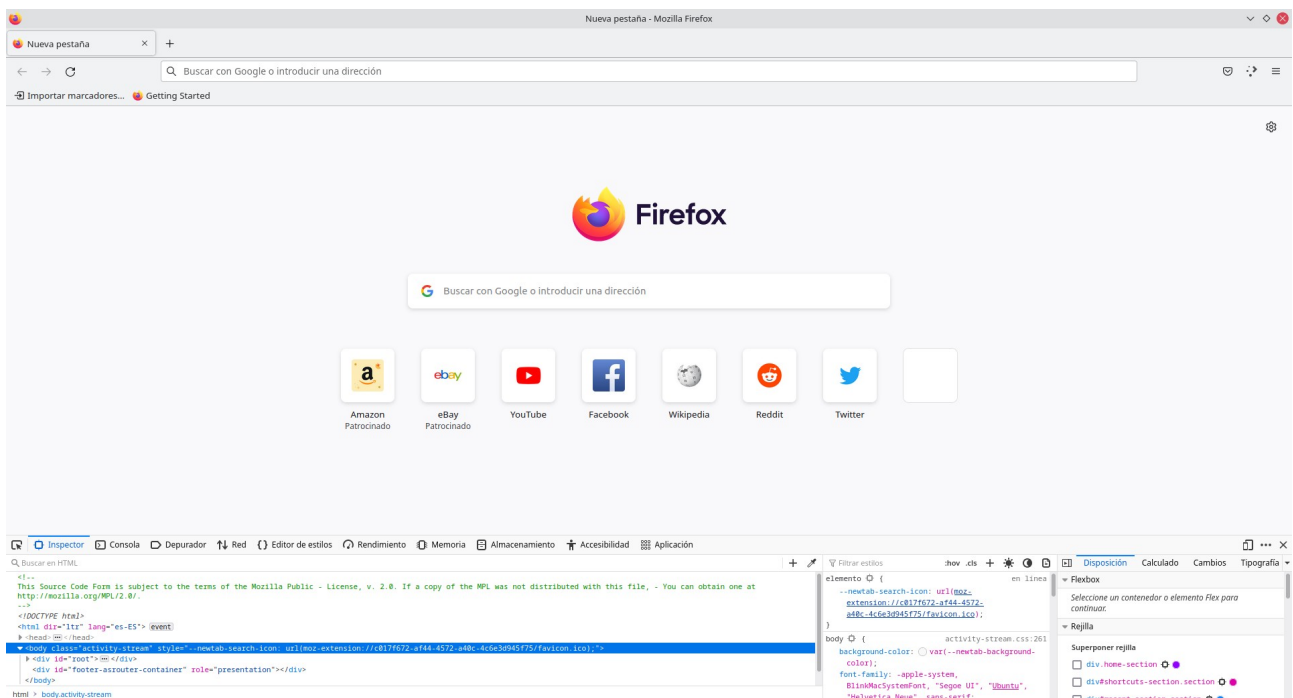 Nueva pestaña - Mozilla Firefox
Nueva pestaña
Buscar con Google o introducir una dirección
Importar marcadores... Getting Started
Firefox
Buscar con Google o introducir una dirección
a ebay
Amazon eBay YouTube Facebook Wikipedia Reddit Twitter
Patrocinado Patrocinado
Inspector Consola Depurador Red {} Editor de estilos Rendimiento Memoria Almacenamiento Accesibilidad Aplicación
Buscar en HTML
<!--
This Source Code Form is subject to the terms of the Mozilla Public - License, v. 2.0. If a copy of the MPL was not distributed with this file, - You can obtain one at
http://mozilla.org/MPL/2.0/.
-->
<!DOCTYPE html>
<html dir="ltr" lang="es-ES"> event
<head> </head>
<body class="activity-stream" style="--newtab-search-icon: url(moz-extension://c017f672-af44-4572-a40c-4c6e3d945f75/favicon.ico);">
<div id="root"> </div>
<div id="footer-asrouter-container" role="presentation"></div>
</body>
html > body.activity-stream
Filtrar estilos :hov .cls +
elemento { en línea
--newtab-search-icon: url(moz-
extension://c017f672-af44-4572-
a40c-4c6e3d945f75/favicon.ico);
}
body { activity-stream.css:261
background-color: var(--newtab-background-
color);
font-family: -apple-system,
BlinkMacSystemFont, "Segoe UI", "Ubuntu",
"Helvetica Neue", sans-serif;
Disposición Calculado Cambios Tipografía
Flexbox
Seleccione un contenedor o elemento Flex para
continuar.
Rejilla
Superponer rejilla
div.home-section
div#shortcuts-section.section